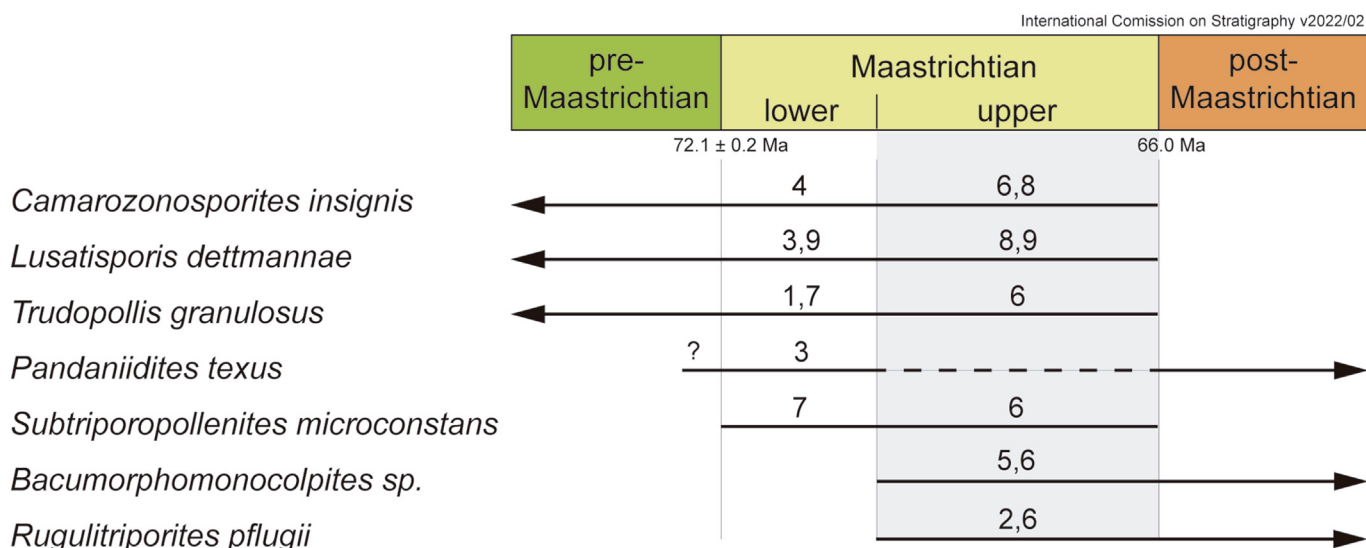 International Comission on Stratigraphy v2022/02
pre-
Maastrichtian
Maastrichtian
lower
upper
post-
Maastrichtian
72.1 ± 0.2 Ma
66.0 Ma
Camarozonosporites insignis 4 6,8
Lusatisporis dettmannae 3,9 8,9
Trudopollis granulosus 1,7 6
Pandaniidites texus ? 3
Subtriporopollenites microconstans 7 6
Bacumorphomonocolpites sp. 5,6
Rugulitriporites pflugii 2,6